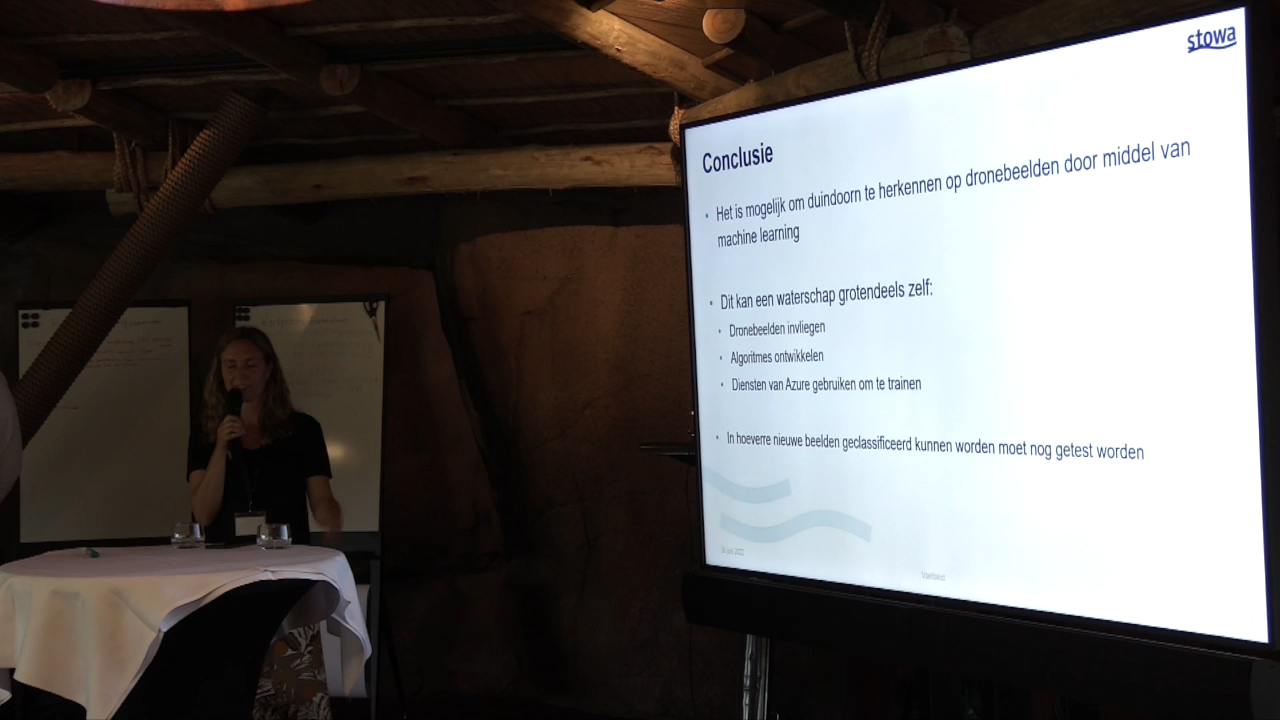 stowa
Conclusie
Het is mogelijk om duindoorn te herkennen op dronebeelden door middel van
machine learning
Dit kan een waterschap grotendeels zelf:
Dronebeelden invliegen
Algoritmes ontwikkelen
Diensten van Azure gebruiken om te trainen
In hoeverre nieuwe beelden geclassificeerd kunnen worden moet nog getest worden
Voettekst